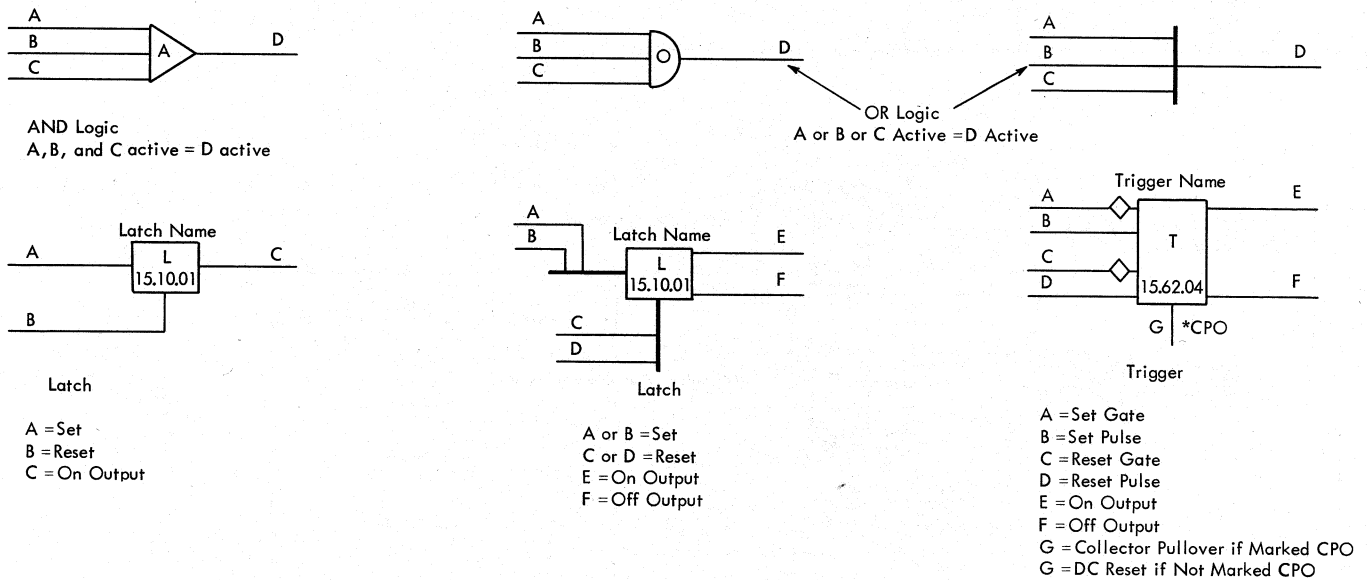 A
B
C
A
D
AND Logic
A,B, and C active = D active
A
B
C
O
D
OR Logic
A or B or C Active =D Active
A
B
C
D
Latch Name
A
L
15.10.01
C
B
Latch
A =Set
B =Reset
C =On Output
A
B
Latch Name
L
15.10.01
E
F
C
D
Latch
A or B =Set
C or D =Reset
E =On Output
F =Off Output
Trigger Name
A
B
C
D
T
15.62.04
E
F
G *CPO
Trigger
A =Set Gate
B =Set Pulse
C =Reset Gate
D =Reset Pulse
E =On Output
F =Off Output
G =Collector Pullover if Marked CPO
G =DC Reset if Not Marked CPO